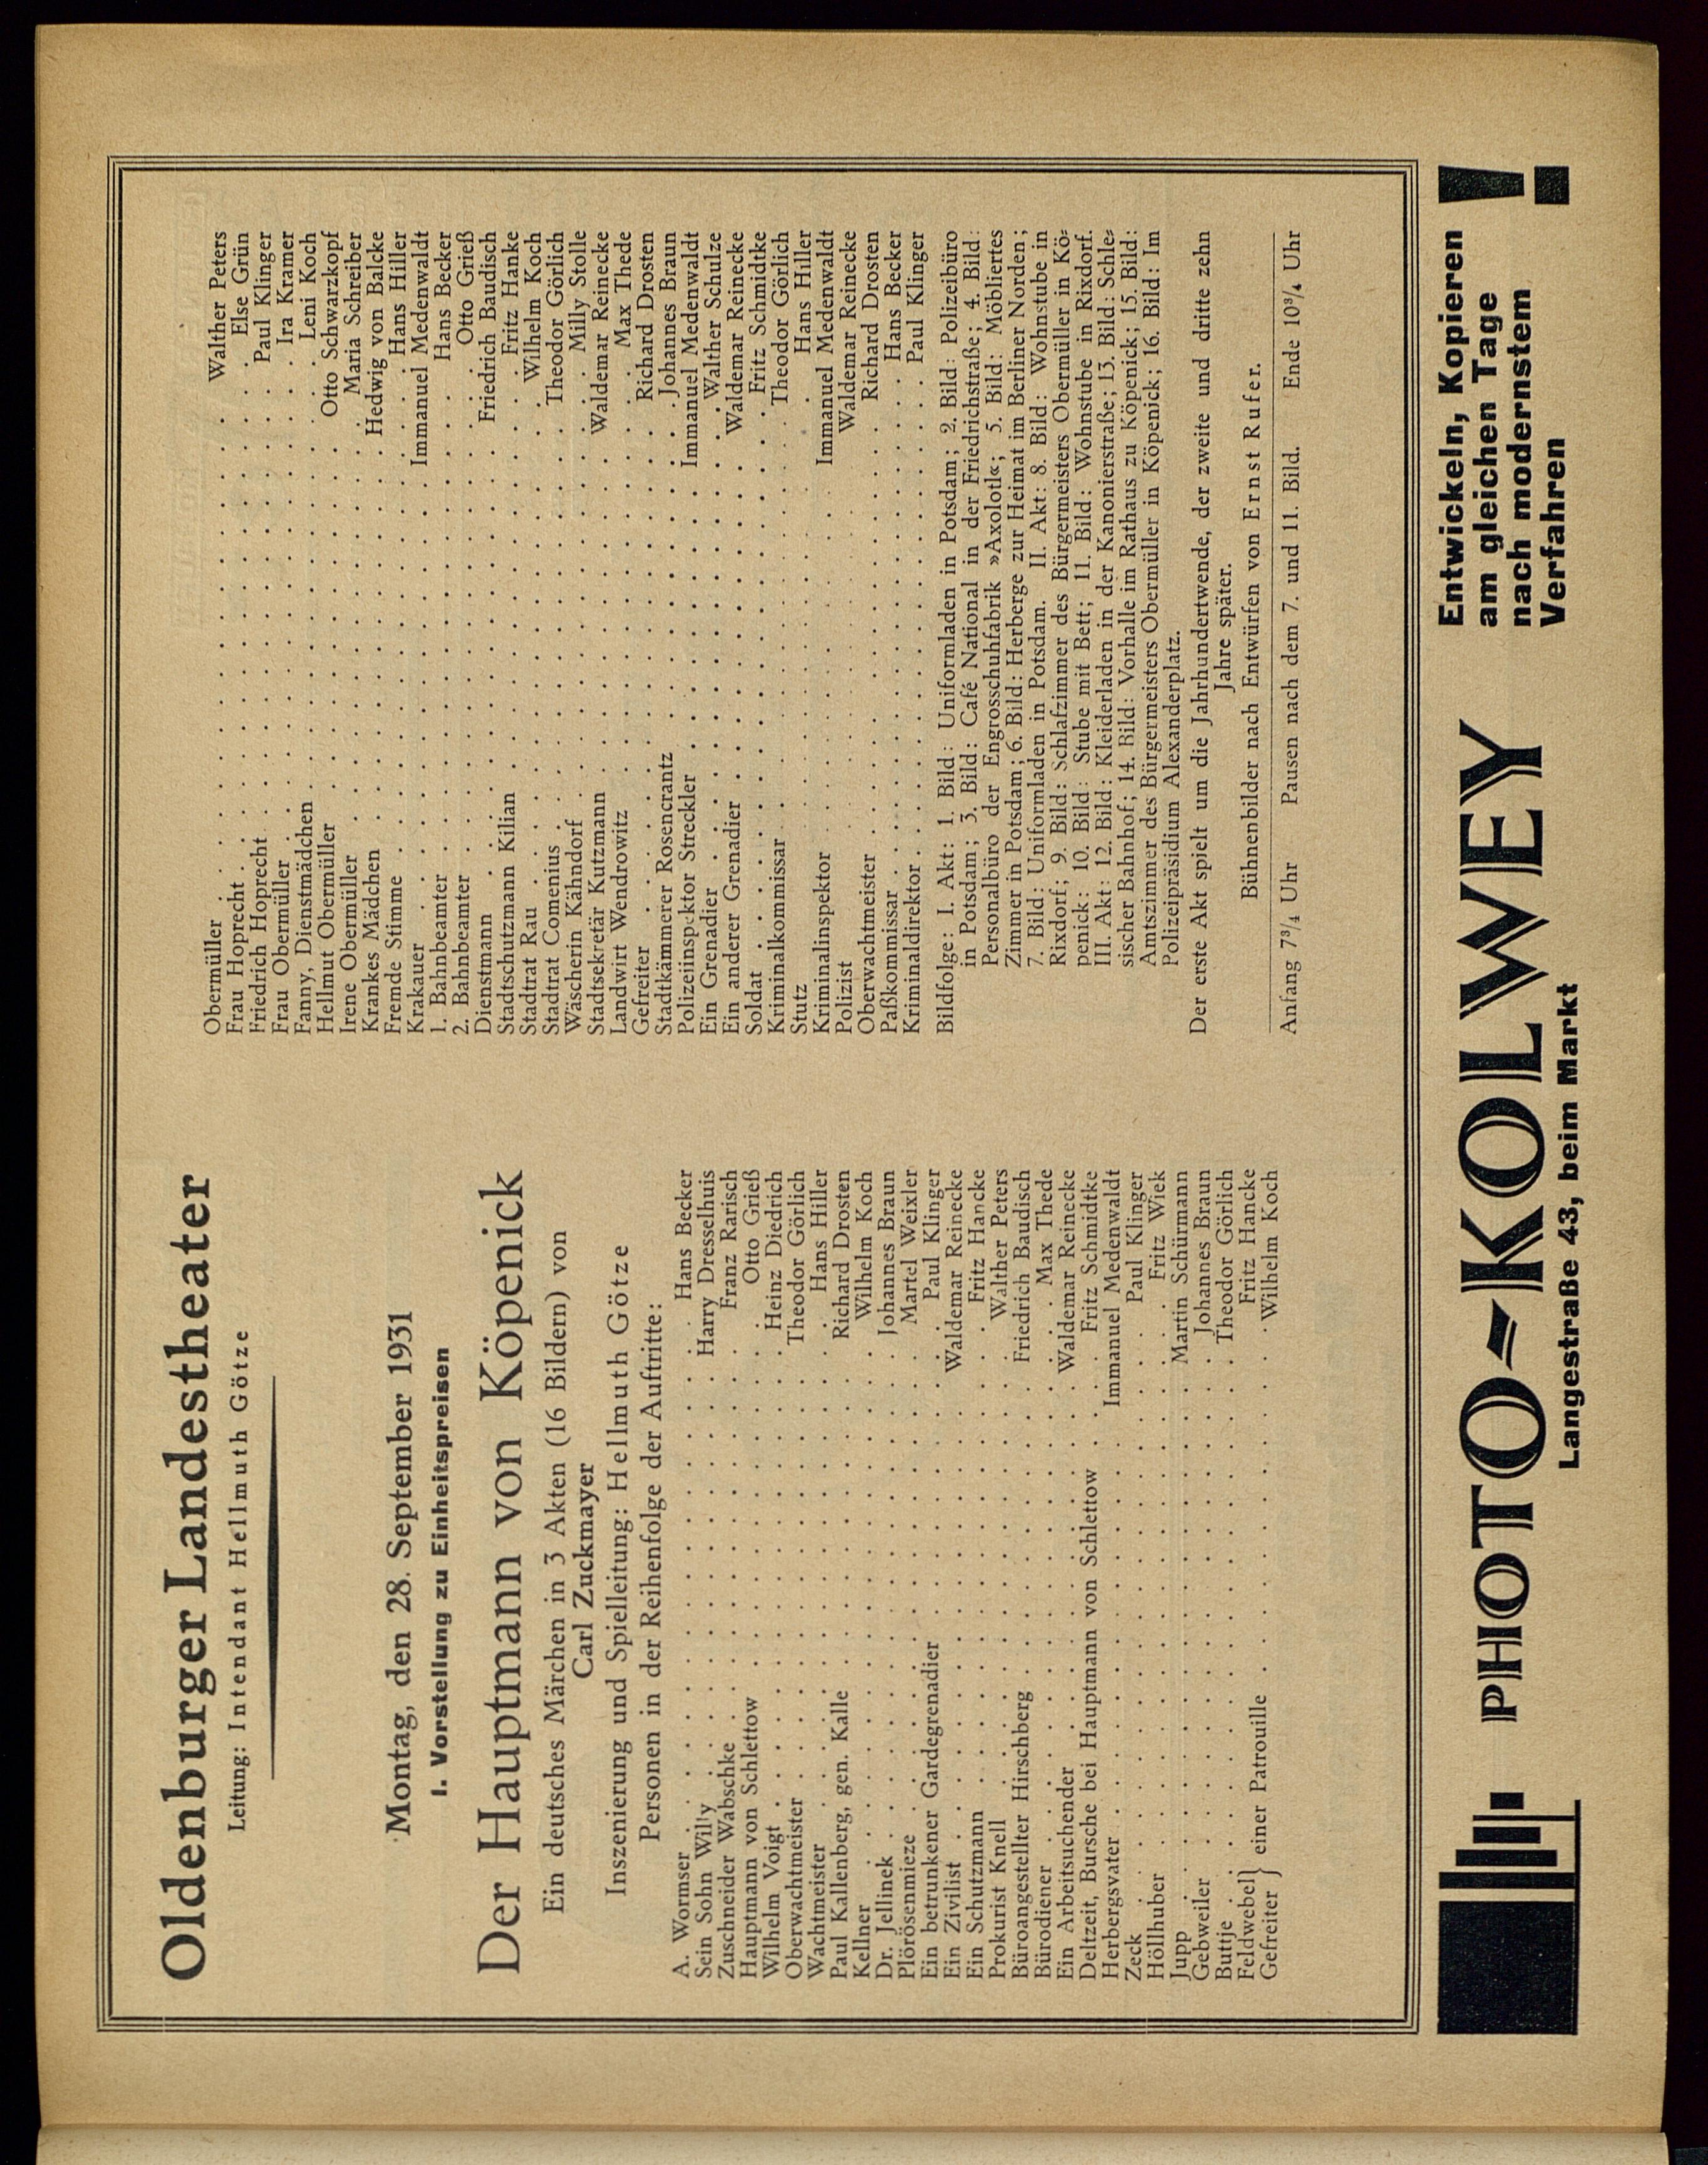 Oldenburger Landestheater
Leitung: Intendant Hellmuth Götze
Montag, den 28. September 1931
1. Vorstellung zu Einheitspreisen
Der Hauptmann von Köpenick
Ein deutsches Märchen in 3 Akten (16 Bildern) von
Carl Zuckmayer
Inszenierung und Spielleitung: Hellmuth Götze
Personen in der Reihenfolge der Auftritte:
A. Wormser . . . Hans Becker
Sein Sohn Willy . . . Harry Dresselhuis
Zuschneider Wabschke . . . Franz Rarisch
Hauptmann von Schlettow . . . Otto Grieß
Wilhelm Voigt . . . Heinz Diedrich
Oberwachtmeister . . . Theodor Görlich
Wachtmeister . . . Hans Hiller
Paul Kallenberg, gen. Kalle . . . Richard Drosten
Kellner . . . Wilhelm Koch
Dr. Jellinek . . . Johannes Braun
Plörösenmieze . . . Martel Weixler
Ein betrunkener Gardegrenadier . . . Paul Klinger
Ein Zivilist . . . Waldemar Reinecke
Ein Schutzmann . . . Fritz Hancke
Prokurist Knell . . . Walther Peters
Büroangestellter Hirschberg . . . Friedrich Baudisch
Bürodiener . . . Max Thede
Ein Arbeitsuchender . . . Waldemar Reinecke
Deltzeit, Bursche bei Hauptmann von Schlettow . . . Fritz Schmidtke
Herbergsvater . . . Immanuel Medenwaldt
Zeck . . . Paul Klinger
Höllhuber . . . Fritz Wiek
Jupp . . . Martin Schürmann
Gebweiler . . . Johannes Braun
Buttje . . . Theodor Görlich
Feldwebel } einer Patrouille . . . Fritz Hancke
Gefreiter } . . . Wilhelm Koch
Obermüller . . . Walther Peters
Frau Hoprecht . . . Else Grün
Friedrich Hoprecht . . . Paul Klinger
Frau Obermüller . . . Ira Kramer
Fanny, Dienstmädchen . . . Leni Koch
Hellmut Obermüller . . . Otto Schwarzkopf
Irene Obermüller . . . Maria Schreiber
Krankes Mädchen . . . Hedwig von Balcke
Fremde Stimme . . . Hans Hiller
Krakauer . . . Immanuel Medenwaldt
1. Bahnbeamter . . . Hans Becker
2. Bahnbeamter . . . Otto Grieß
Dienstmann . . . Friedrich Baudisch
Stadtschutzmann Kilian . . . Fritz Hanke
Stadtrat Rau . . . Wilhelm Koch
Stadtrat Comenius . . . Theodor Görlich
Wäscherin Kähndorf . . . Milly Stolle
Stadtsekretär Kutzmann . . . Waldemar Reinecke
Landwirt Wendrowitz . . . Max Thede
Gefreiter . . . Richard Drosten
Stadtkämmerer Rosencrantz . . . Johannes Braun
Polizeiinspektor Streckler . . . Immanuel Medenwaldt
Ein Grenadier . . . Walther Schulze
Ein anderer Grenadier . . . Waldemar Reinecke
Soldat . . . Fritz Schmidtke
Kriminalkommissar . . . Theodor Görlich
Stutz . . . Hans Hiller
Kriminalinspektor . . . Immanuel Medenwaldt
Polizist . . . Waldemar Reinecke
Oberwachtmeister . . . Richard Drosten
Paßkommissar . . . Hans Becker
Kriminaldirektor . . . Paul Klinger
Bildfolge: I. Akt: 1. Bild: Uniformladen in Potsdam; 2. Bild: Polizeibüro
in Potsdam; 3. Bild: Café National in der Friedrichstraße; 4. Bild:
Personalbüro der Engrosschuhfabrik »Axolotl«; 5. Bild: Möbliertes
Zimmer in Potsdam; 6. Bild: Herberge zur Heimat im Berliner Norden;
7. Bild: Uniformladen in Potsdam. II. Akt: 8. Bild: Wohnstube in
Rixdorf; 9. Bild: Schlafzimmer des Bürgermeisters Obermüller in Kö-
penick: 10. Bild: Stube mit Bett; 11. Bild: Wohnstube in Rixdorf.
III. Akt: 12. Bild: Kleiderladen in der Kanonierstraße; 13. Bild: Schle-
sischer Bahnhof; 14. Bild: Vorhalle im Rathaus zu Köpenick; 15. Bild:
Amtszimmer des Bürgermeisters Obermüller in Köpenick; 16. Bild: Im
Polizeipräsidium Alexanderplatz.
Der erste Akt spielt um die Jahrhundertwende, der zweite und dritte zehn
Jahre später.
Bühnenbilder nach Entwürfen von Ernst Rufer.
Anfang 7¾ Uhr Pausen nach dem 7. und 11. Bild. Ende 10¾ Uhr
PHOTO-KOLWEY
Langestraße 43, beim Markt
Entwickeln, Kopieren
am gleichen Tage
nach modernstem
Verfahren !